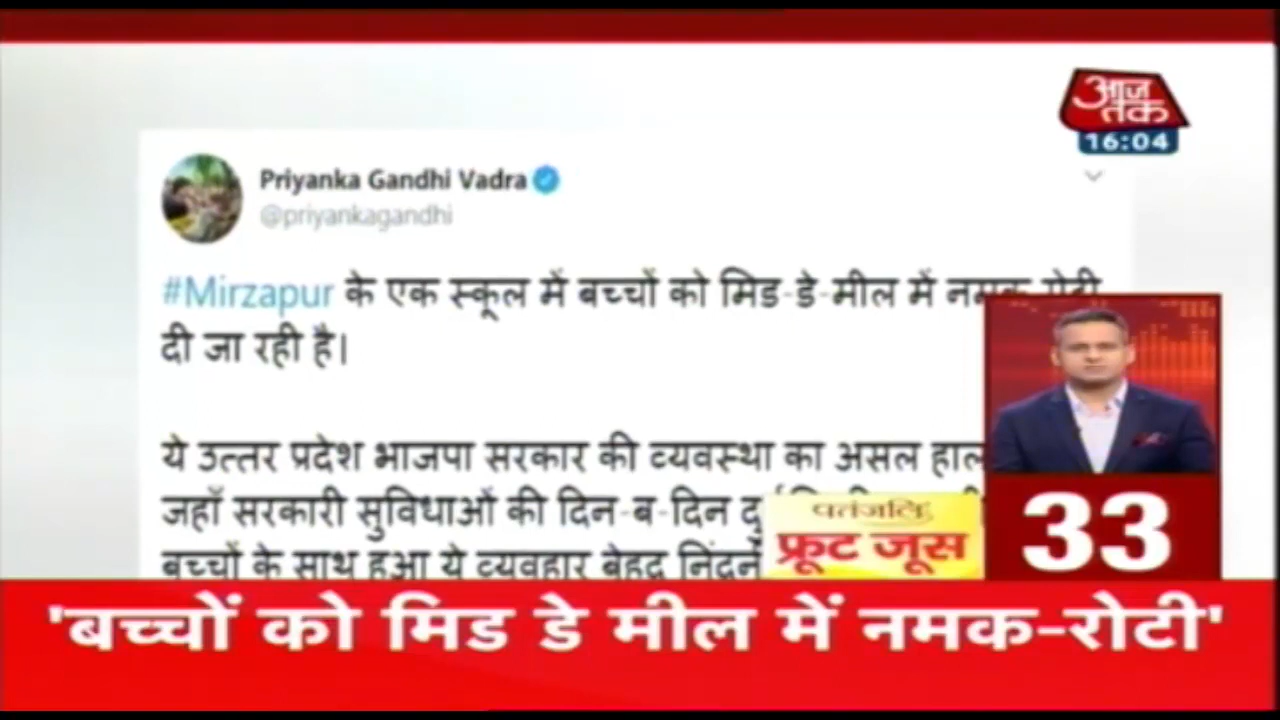 आज
तक
16:04
Priyanka Gandhi Vadra
@priyankagandhi
#Mirzapur के एक स्कूल में बच्चों को मिड-डे-मील में नमक रोटी
दी जा रही है।
ये उत्तर प्रदेश भाजपा सरकार की व्यवस्था का असल हाल
जहाँ सरकारी सुविधाओं की दिन-ब-दिन
बच्चों के साथ हुआ ये व्यवहार बेहद
पतंजलि
फ्रूट जूस
33
'बच्चों को मिड डे मील में नमक-रोटी'